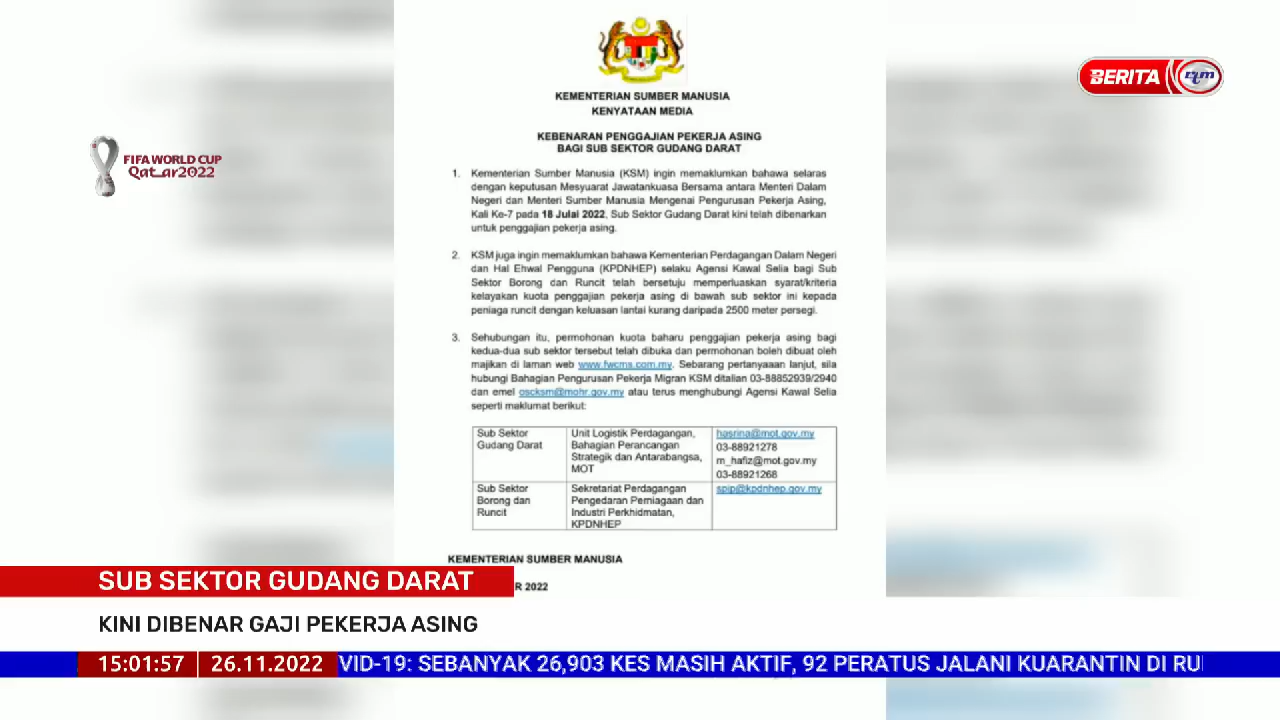 KEMENTERIAN SUMBER MANUSIA
KENYATAAN MEDIA
KEBENARAN PENGGAJIAN PEKERJA ASING
BAGI SUB SEKTOR GUDANG DARAT
BERITA rtm
FIFA WORLD CUP
Qatar2022
1. Kementerian Sumber Manusia (KSM) ingin memaklumkan bahawa selaras
dengan keputusan Mesyuarat Jawatankuasa Bersama antara Menteri Dalam
Negeri dan Menteri Sumber Manusia Mengenai Pengurusan Pekerja Asing,
Kali Ke-7 pada 18 Julai 2022, Sub Sektor Gudang Darat kini telah dibenarkan
untuk penggajian pekerja asing.
2. KSM juga ingin memaklumkan bahawa Kementerian Perdagangan Dalam Negeri
dan Hal Ehwal Pengguna (KPDNHEP) selaku Agensi Kawal Selia bagi Sub
Sektor Borong dan Runcit telah bersetuju memperluaskan syarat/kriteria
kelayakan kuota penggajian pekerja asing di bawah sub sektor ini kepada
peniaga runcit dengan keluasan lantai kurang daripada 2500 meter persegi.
3. Sehubungan itu, permohonan kuota baharu penggajian pekerja asing bagi
kedua-dua sub sektor tersebut telah dibuka dan permohonan boleh dibuat oleh
majikan di laman web www.fwcms.com.my. Sebarang pertanyaaan lanjut, sila
hubungi Bahagian Pengurusan Pekerja Migran KSM ditalian 03-88852939/2940
dan emel oscksm@mohr.gov.my atau terus menghubungi Agensi Kawal Selia
seperti maklumat berikut:
Sub Sektor
Gudang Darat
Unit Logistik Perdagangan,
Bahagian Perancangan
Strategik dan Antarabangsa,
MOT
hasrina@mot.gov.my
03-88921278
m_hafiz@mot.gov.my
03-88921268
Sub Sektor
Borong dan
Runcit
Sekretariat Perdagangan
Pengedaran Perniagaan dan
Industri Perkhidmatan,
KPDNHEP
spip@kpdnhep.gov.my
KEMENTERIAN SUMBER MANUSIA
R 2022
SUB SEKTOR GUDANG DARAT
KINI DIBENAR GAJI PEKERJA ASING
15:01:57 26.11.2022 VID-19: SEBANYAK 26,903 KES MASIH AKTIF, 92 PERATUS JALANI KUARANTIN DI RU